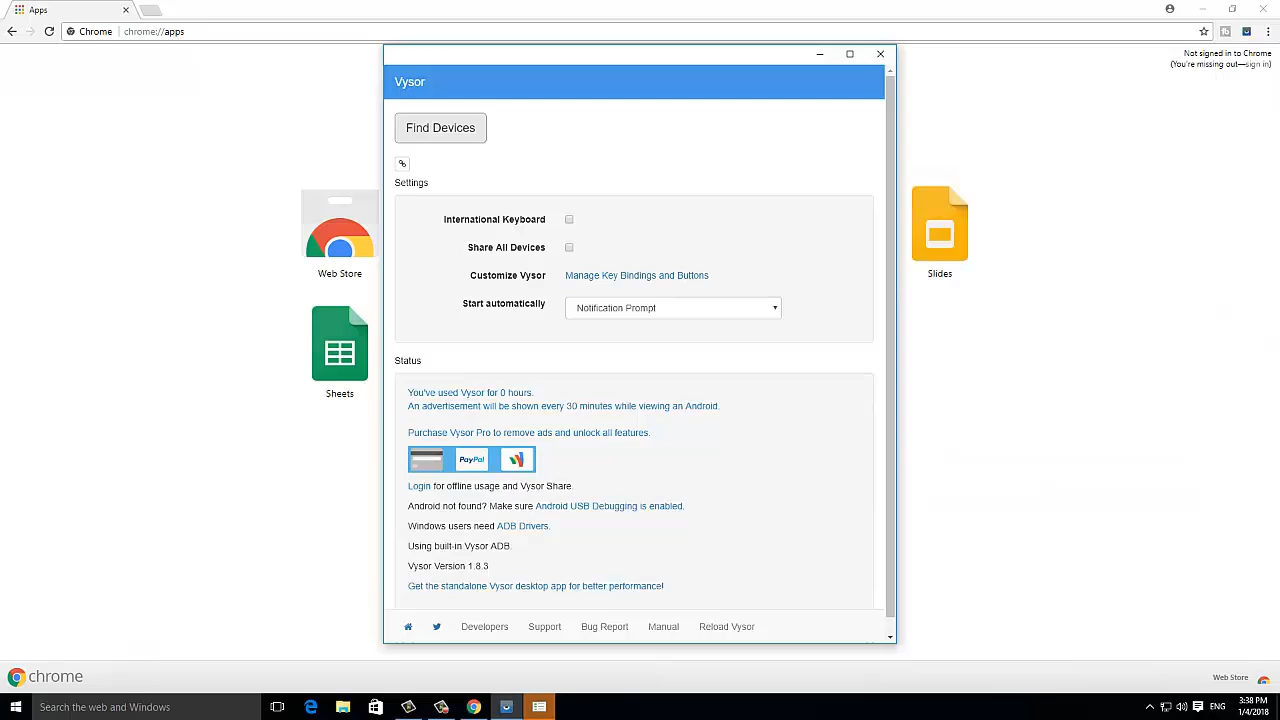 Apps
Chrome
chrome://apps
Not signed in to Chrome
(You're missing out—sign in)
Vysor
Find Devices
Settings
International Keyboard
Share All Devices
Customize Vysor Manage Key Bindings and Buttons
Start automatically Notification Prompt
Web Store
Slides
Sheets
Status
You've used Vysor for 0 hours.
An advertisement will be shown every 30 minutes while viewing an Android.
Purchase Vysor Pro to remove ads and unlock all features.
PayPal
Login for offline usage and Vysor Share.
Android not found? Make sure Android USB Debugging is enabled.
Windows users need ADB Drivers.
Using built-in Vysor ADB.
Vysor Version 1.8.3
Get the standalone Vysor desktop app for better performance!
Developers Support Bug Report Manual Reload Vysor
chrome
Web Store
Search the web and Windows
ENG
3:38 PM
1/4/2018